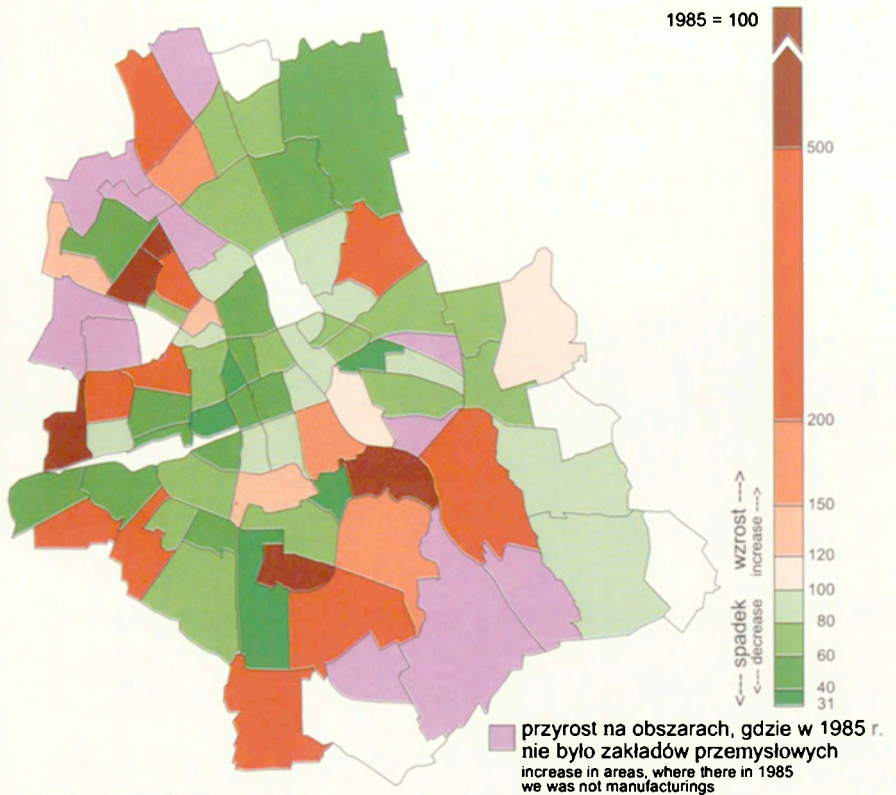 1985 = 100
500
200
150
120
100
80
60
40
31
wzrost --->
increase --->
<--- spadek
<--- decrease
przyrost na obszarach, gdzie w 1985 r.
nie było zakładów przemysłowych
increase in areas, where there in 1985
we was not manufacturings